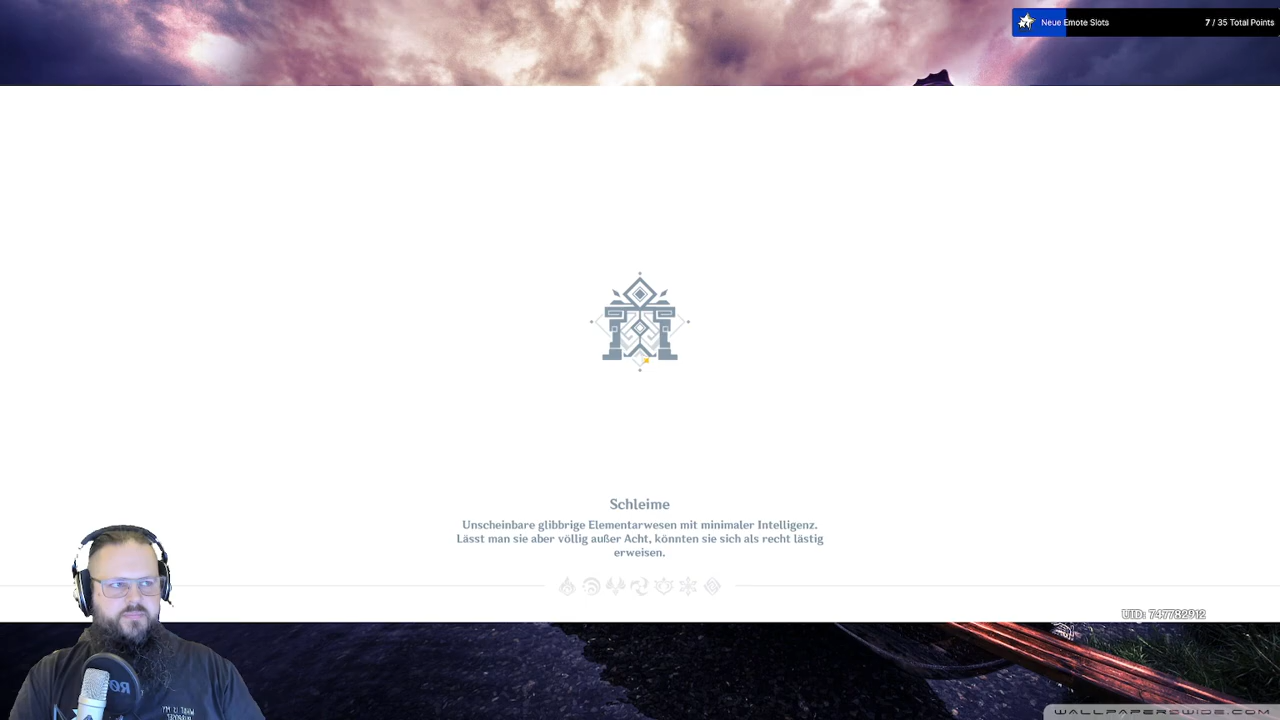 Neue Emote Slots
7 / 35 Total Points
Schleime
Unscheinbare glibbrige Elementarwesen mit minimaler Intelligenz.
Lässt man sie aber völlig außer Acht, könnten sie sich als recht lästig
erweisen.
UID: 747782912
WALLPAPERSWIDE.COM